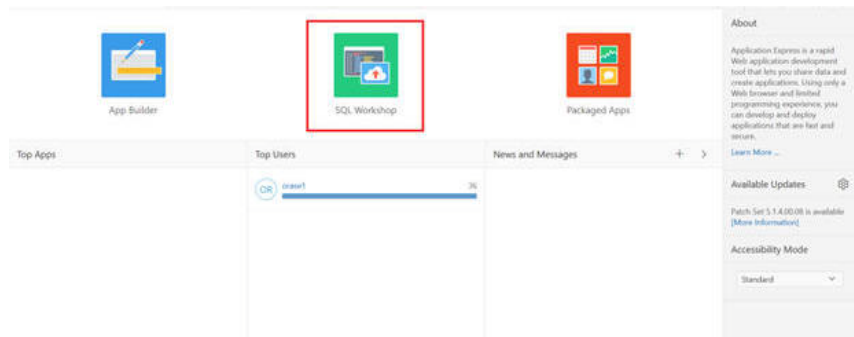 App Builder
SQL Workshop
Packaged Apps
Top Apps
Top Users
OR
orase1
36
News and Messages
About
Application Express is a rapid
Web application development
tool that lets you share data and
create applications. Using only a
Web browser and limited
programming experience, you
can develop and deploy
applications that are fast and
secure.
Learn More ...
Available Updates
Patch Set 5.1.4.00.08 is available
[More Information]
Accessibility Mode
Standard